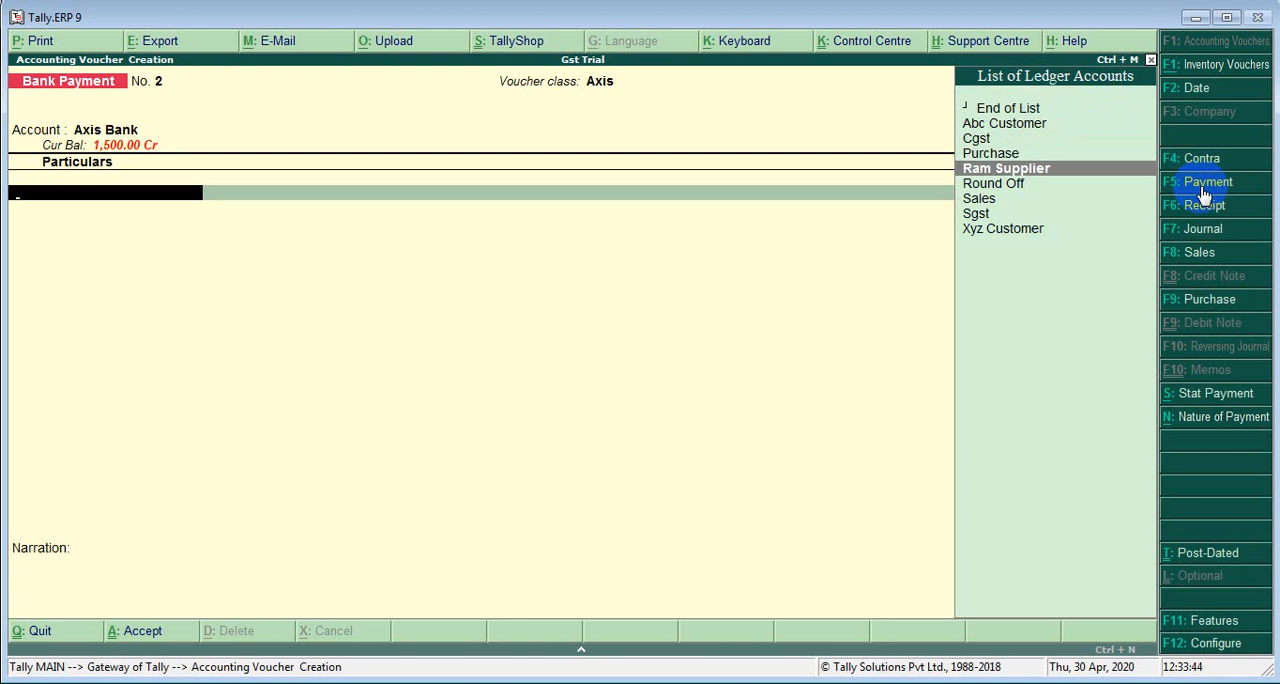 Tally.ERP 9
P: Print E: Export M: E-Mail O: Upload S: TallyShop G: Language K: Keyboard K: Control Centre H: Support Centre H: Help
Accounting Voucher Creation Gst Trial Ctrl + M
Bank Payment No. 2 Voucher class: Axis
Account : Axis Bank
Cur Bal: 1,500.00 Cr
Particulars
Narration:
List of Ledger Accounts
End of List
Abc Customer
Cgst
Purchase
Ram Supplier
Round Off
Sales
Sgst
Xyz Customer
F1: Accounting Vouchers
F1: Inventory Vouchers
F2: Date
F3: Company
F4: Contra
F5: Payment
F6: Receipt
F7: Journal
F8: Sales
F8: Credit Note
F9: Purchase
F9: Debit Note
F10: Reversing Journal
F10: Memos
S: Stat Payment
N: Nature of Payment
T: Post-Dated
L: Optional
F11: Features
F12: Configure
Q: Quit A: Accept D: Delete X: Cancel
Ctrl + N
Tally MAIN --> Gateway of Tally --> Accounting Voucher Creation © Tally Solutions Pvt Ltd., 1988-2018 Thu, 30 Apr, 2020 12:33:44